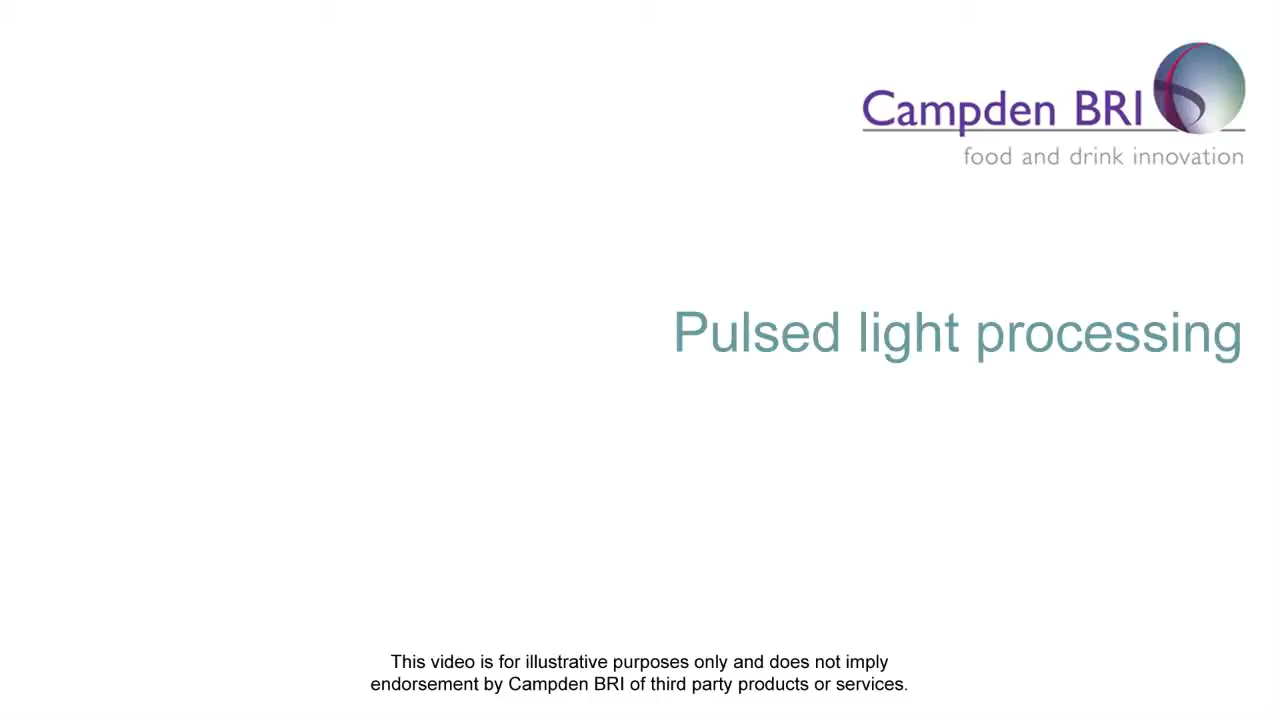 Campden BRI
food and drink innovation
Pulsed light processing
This video is for illustrative purposes only and does not imply
endorsement by Campden BRI of third party products or services.